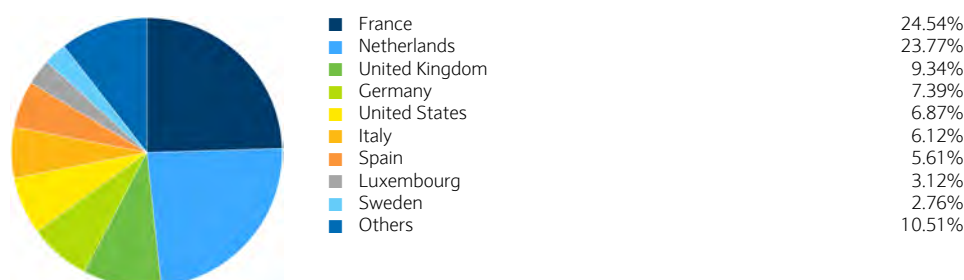 France 24.54%
Netherlands 23.77%
United Kingdom 9.34%
Germany 7.39%
United States 6.87%
Italy 6.12%
Spain 5.61%
Luxembourg 3.12%
Sweden 2.76%
Others 10.51%